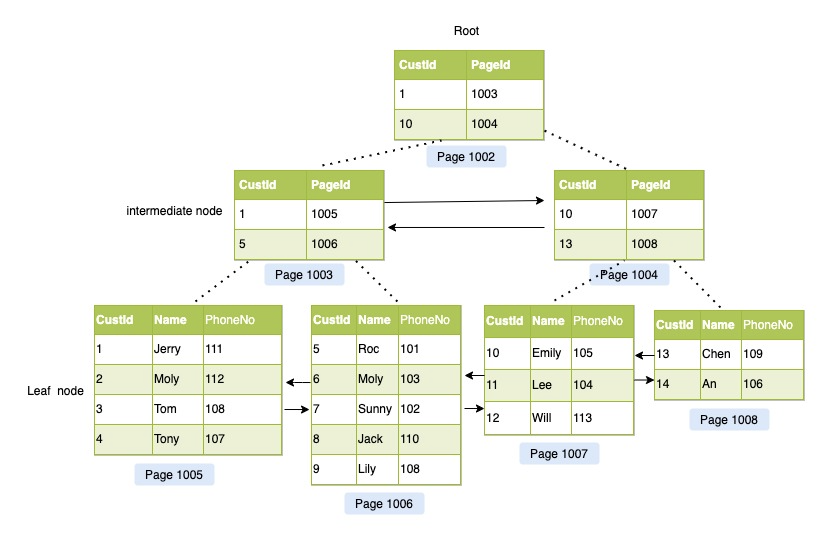 Root
CustId PageId
1 1003
10 1004
Page 1002
intermediate node
CustId PageId
1 1005
5 1006
Page 1003
CustId PageId
10 1007
13 1008
Page 1004
Leaf node
CustId Name PhoneNo
1 Jerry 111
2 Moly 112
3 Tom 108
4 Tony 107
Page 1005
CustId Name PhoneNo
5 Roc 101
6 Moly 103
7 Sunny 102
8 Jack 110
9 Lily 108
Page 1006
CustId Name PhoneNo
10 Emily 105
11 Lee 104
12 Will 113
Page 1007
CustId Name PhoneNo
13 Chen 109
14 An 106
Page 1008